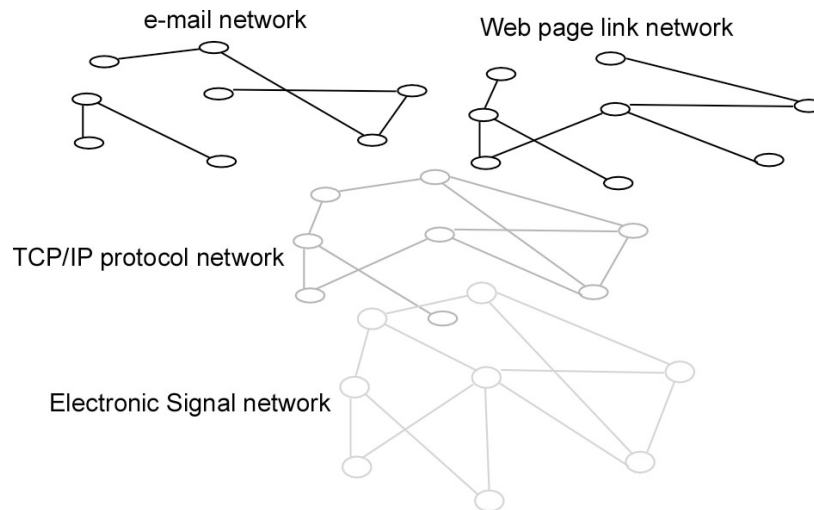 e-mail network
Web page link network
TCP/IP protocol network
Electronic Signal network